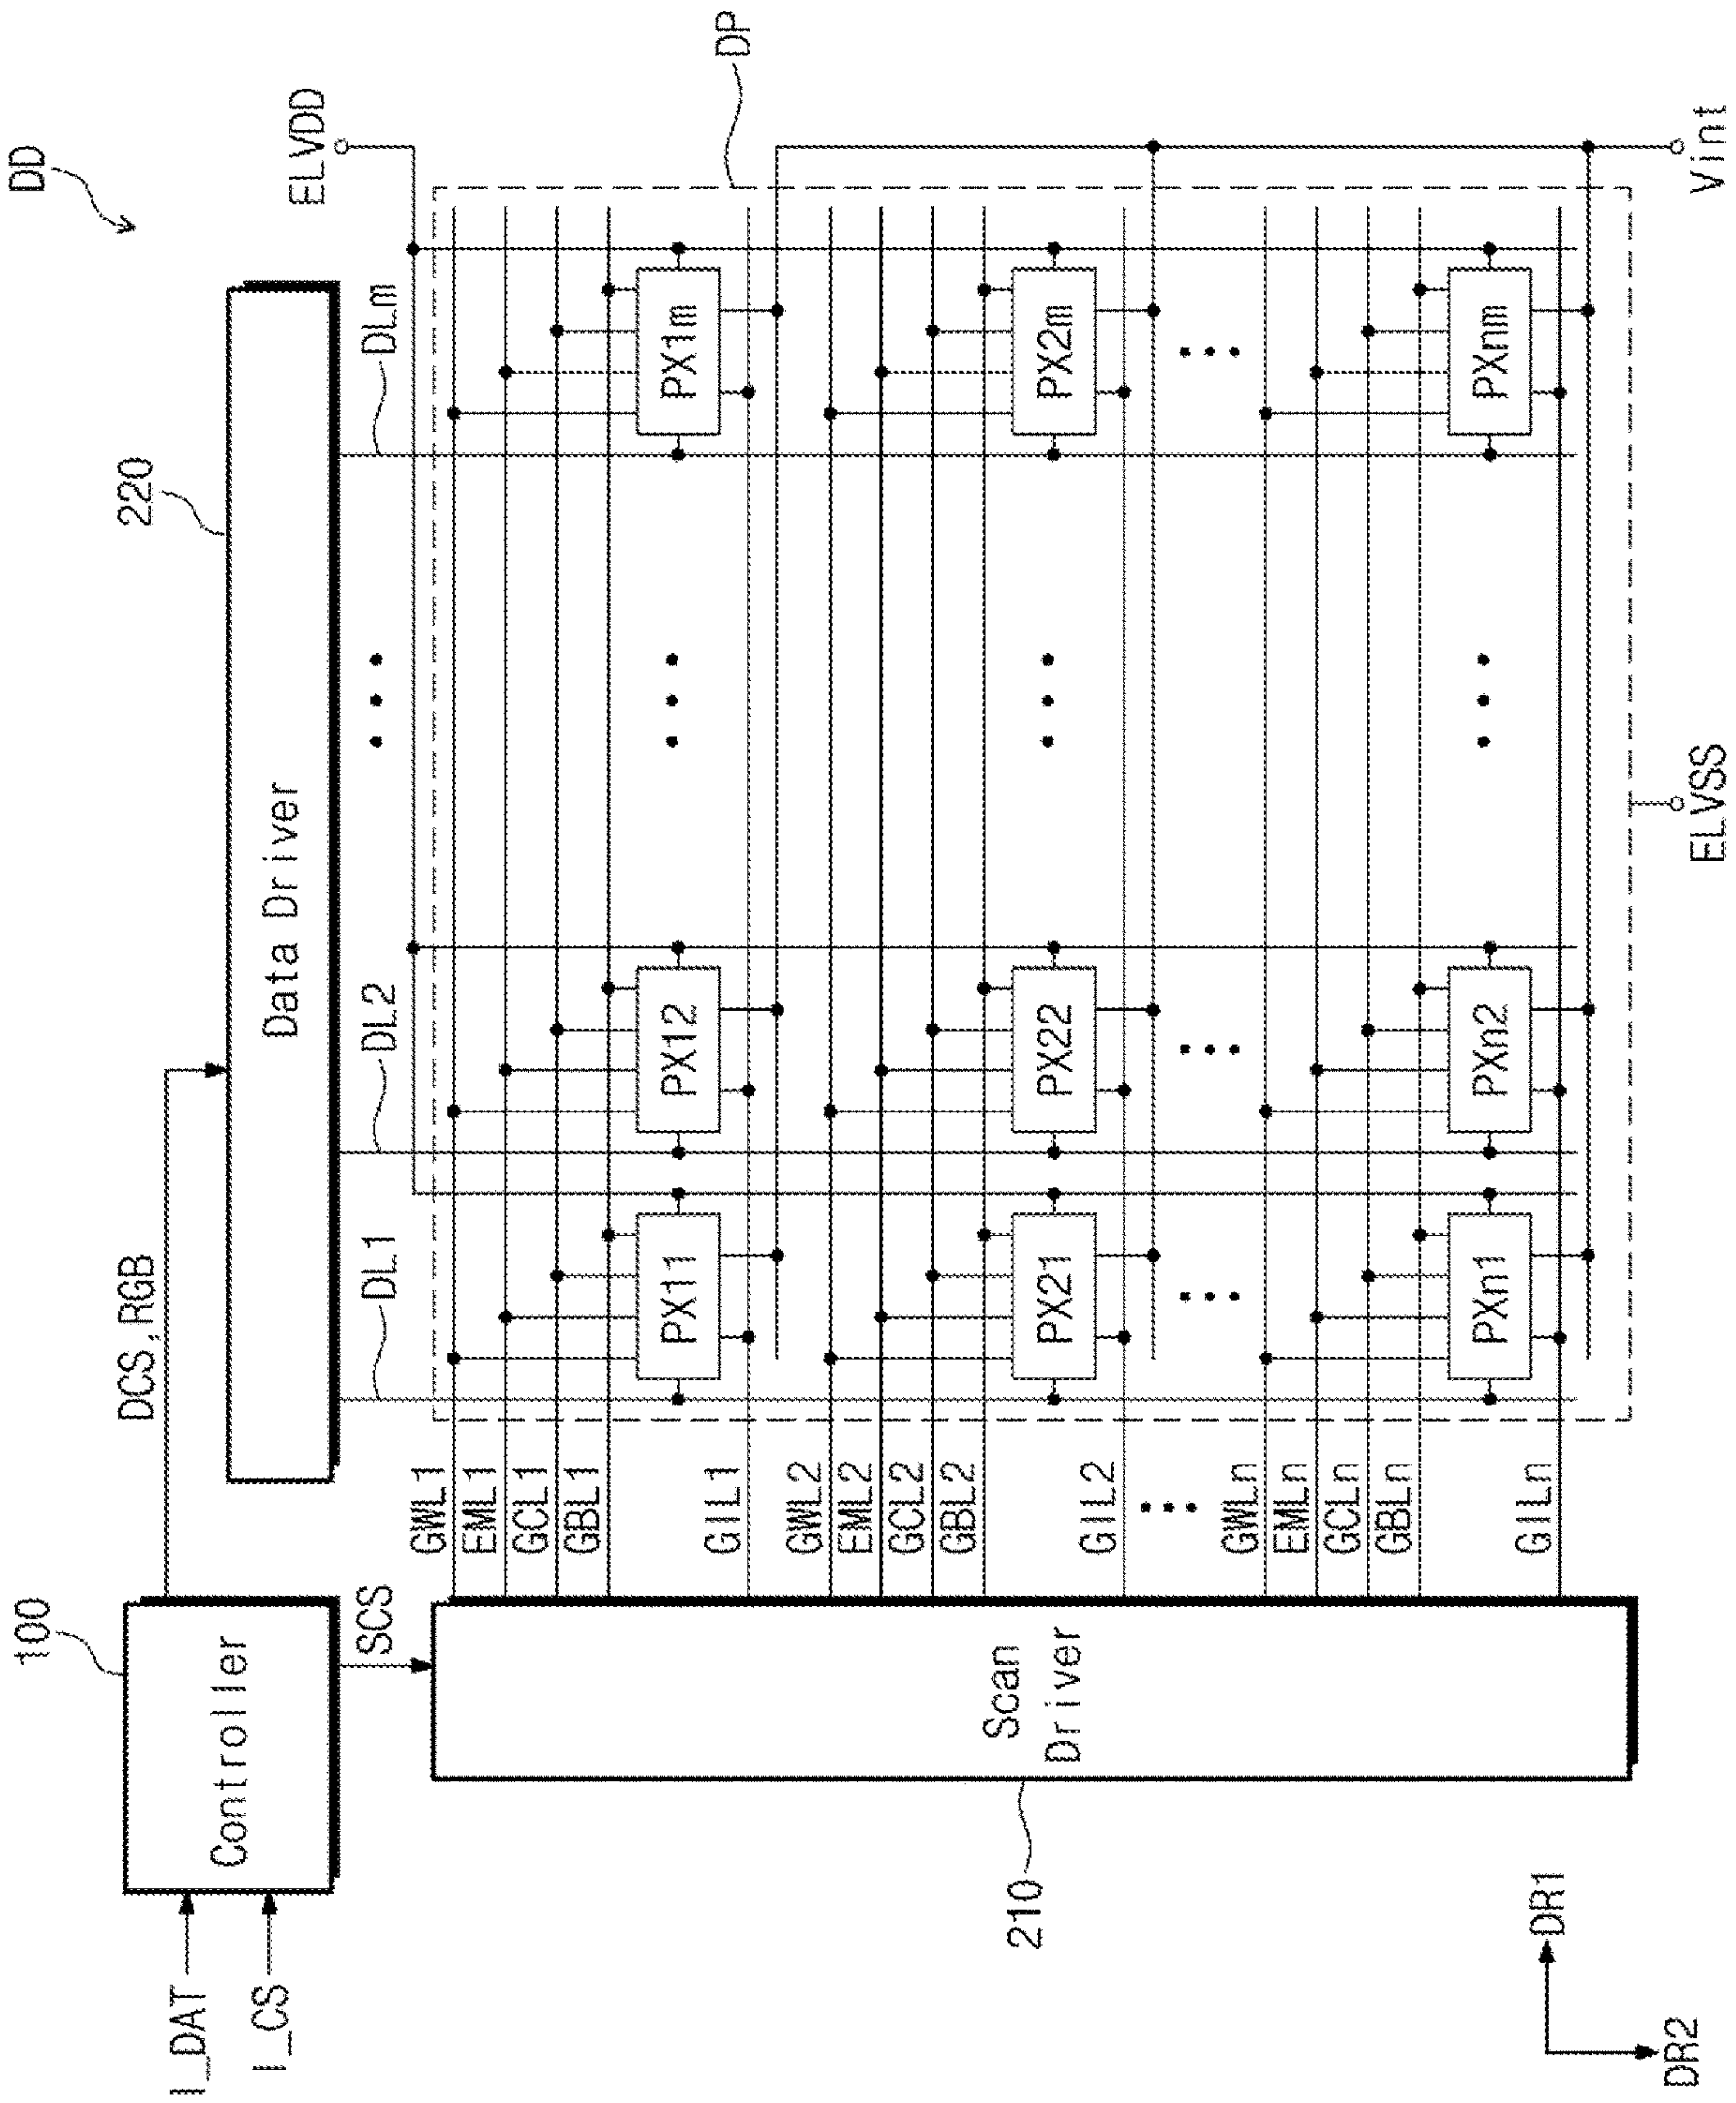 DD
100
Controller
I_DAT
I_CS
DCS,RGB
220
Data Driver
ELVDD
SCS
DL1
DL2
• • •
DLm
DP
GWL1
EML1
GCL1
GBL1
PX11
PX12
• • •
PX1m
GIL1
GWL2
EML2
GCL2
GBL2
PX21
PX22
• • •
PX2m
GIL2
• • •
• • •
• • •
• • •
GWLn
EMLn
GCLn
GBLn
PXn1
PXn2
• • •
PXnm
GILn
Scan
Driver
210
ELVSS
Vint
DR1
DR2